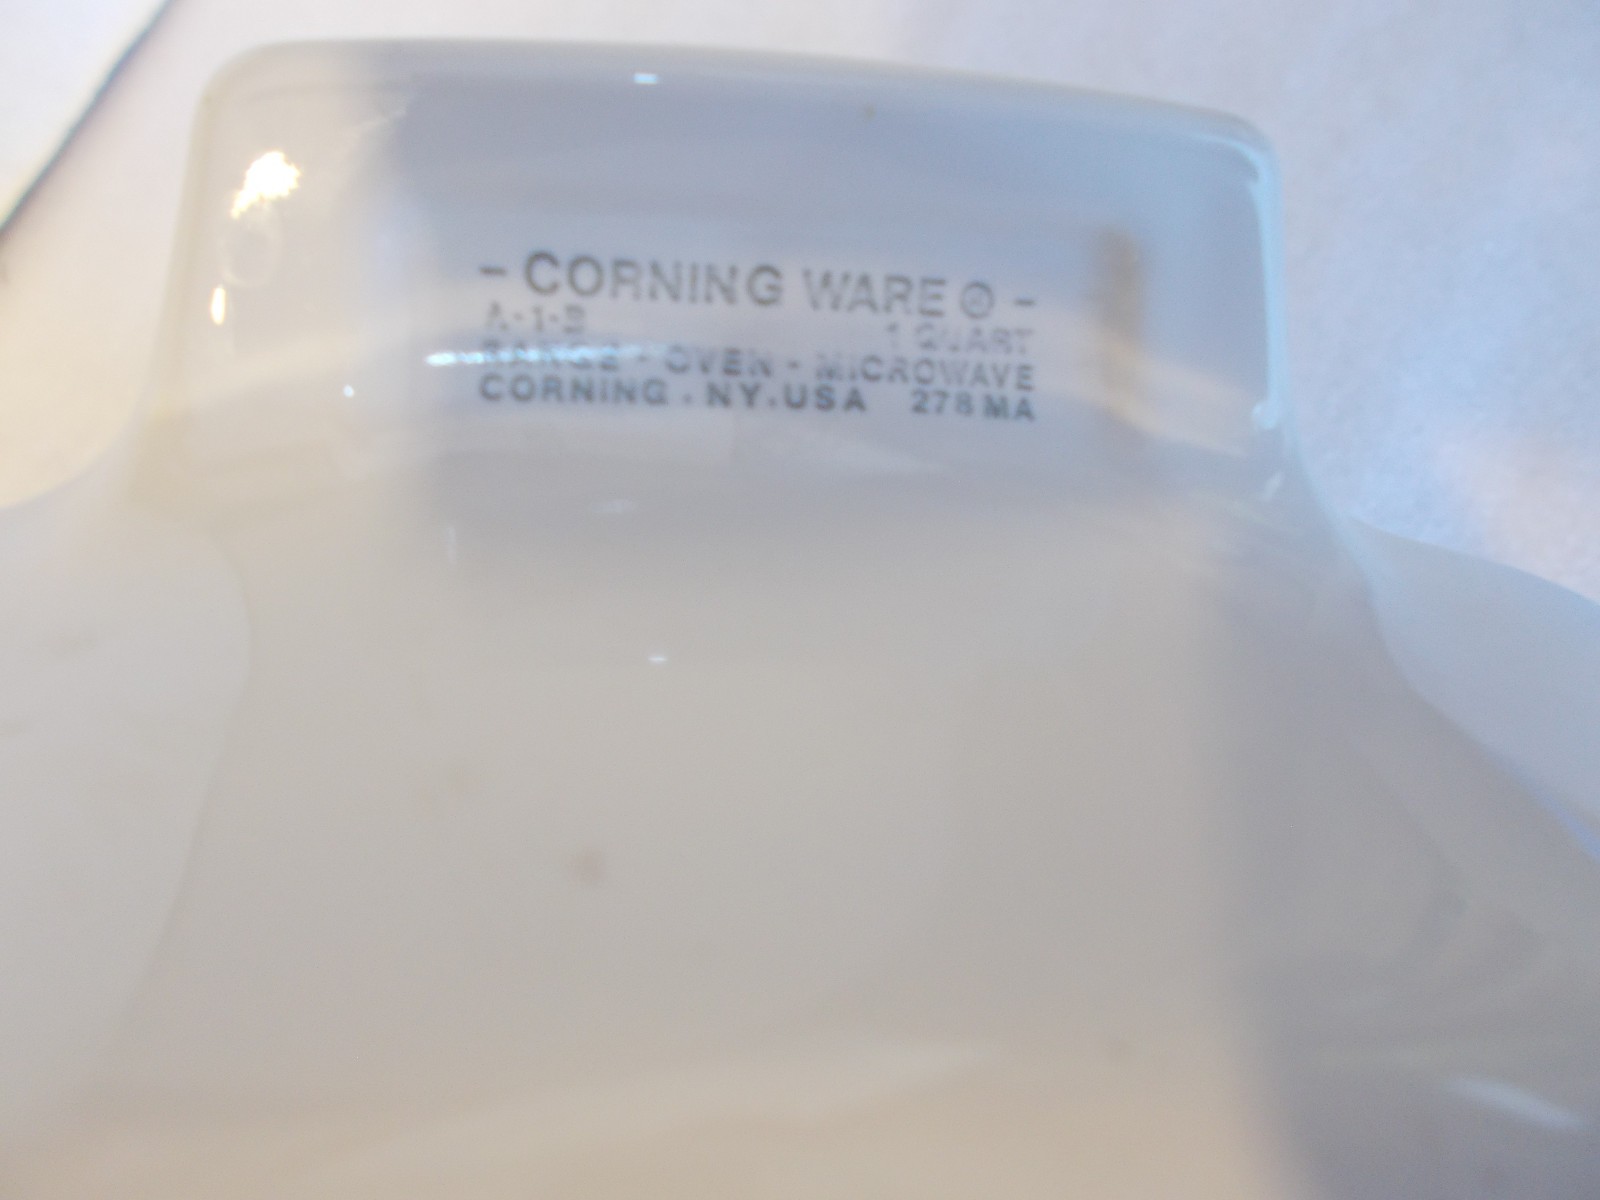 - CORNING WARE ® -
A-1-B 1 QUART
RANGE - OVEN - MICROWAVE
CORNING . NY. USA 278 MA